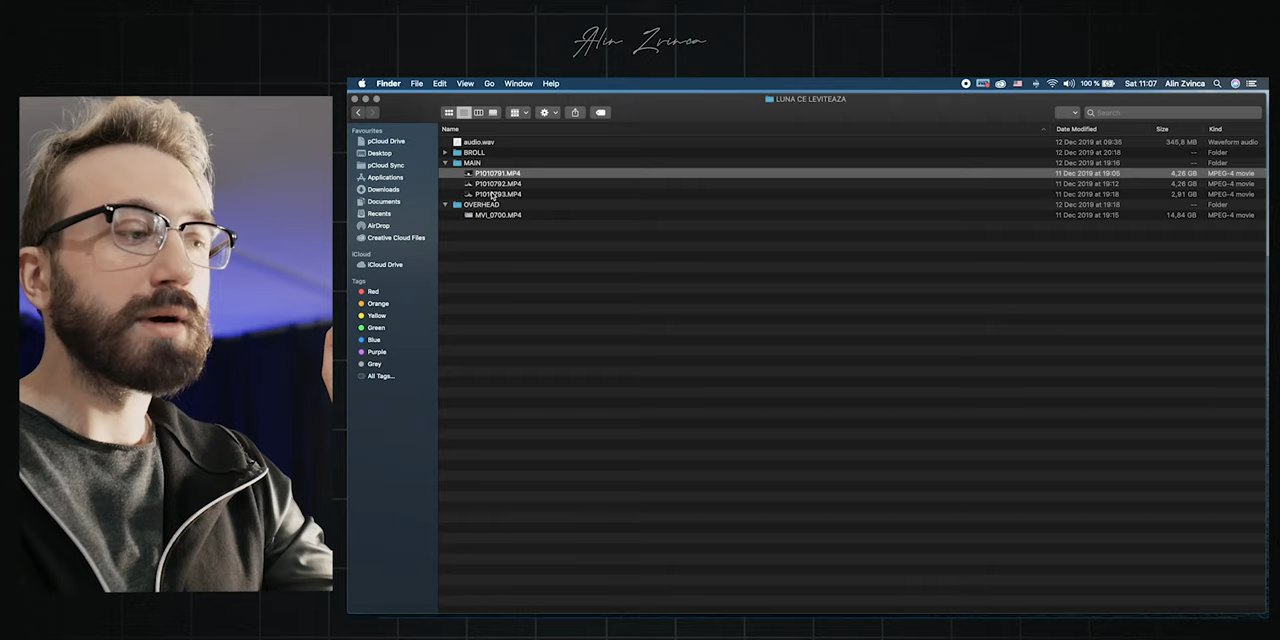 Alin Zvinca
Finder File Edit View Go Window Help 100 % Sat 11:07 Alin Zvinca
LUNA CE LEVITEAZA
Search
Favourites
pCloud Drive
Desktop
pCloud Sync
Applications
Downloads
Documents
Recents
AirDrop
Creative Cloud Files
iCloud
iCloud Drive
Tags
Red
Orange
Yellow
Green
Blue
Purple
Grey
All Tags...
Name Date Modified Size Kind
audio.wav 12 Dec 2019 at 09:35 345,8 MB Waveform audio
BROLL 12 Dec 2019 at 20:18 -- Folder
MAIN 12 Dec 2019 at 19:16 -- Folder
P1010791.MP4 11 Dec 2019 at 19:05 4,26 GB MPEG-4 movie
P1010792.MP4 11 Dec 2019 at 19:12 4,26 GB MPEG-4 movie
P1010793.MP4 11 Dec 2019 at 19:18 2,91 GB MPEG-4 movie
OVERHEAD 12 Dec 2019 at 19:18 -- Folder
MVI_0700.MP4 11 Dec 2019 at 19:15 14,84 GB MPEG-4 movie